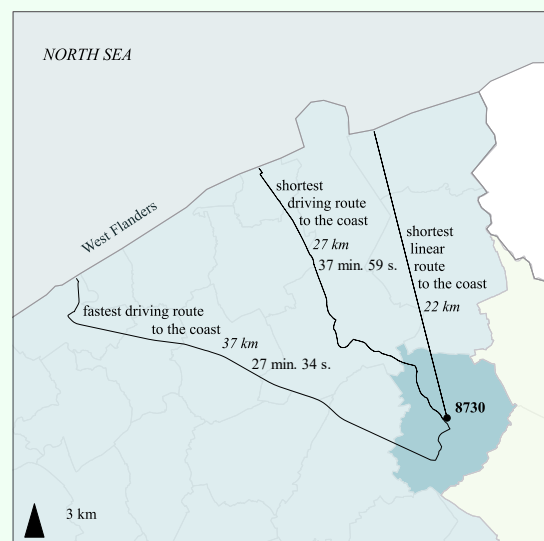 NORTH SEA
West Flanders
shortest
driving route
to the coast
27 km
37 min. 59 s.
shortest
linear
route
to the coast
22 km
fastest driving route
to the coast
37 km
27 min. 34 s.
8730
3 km